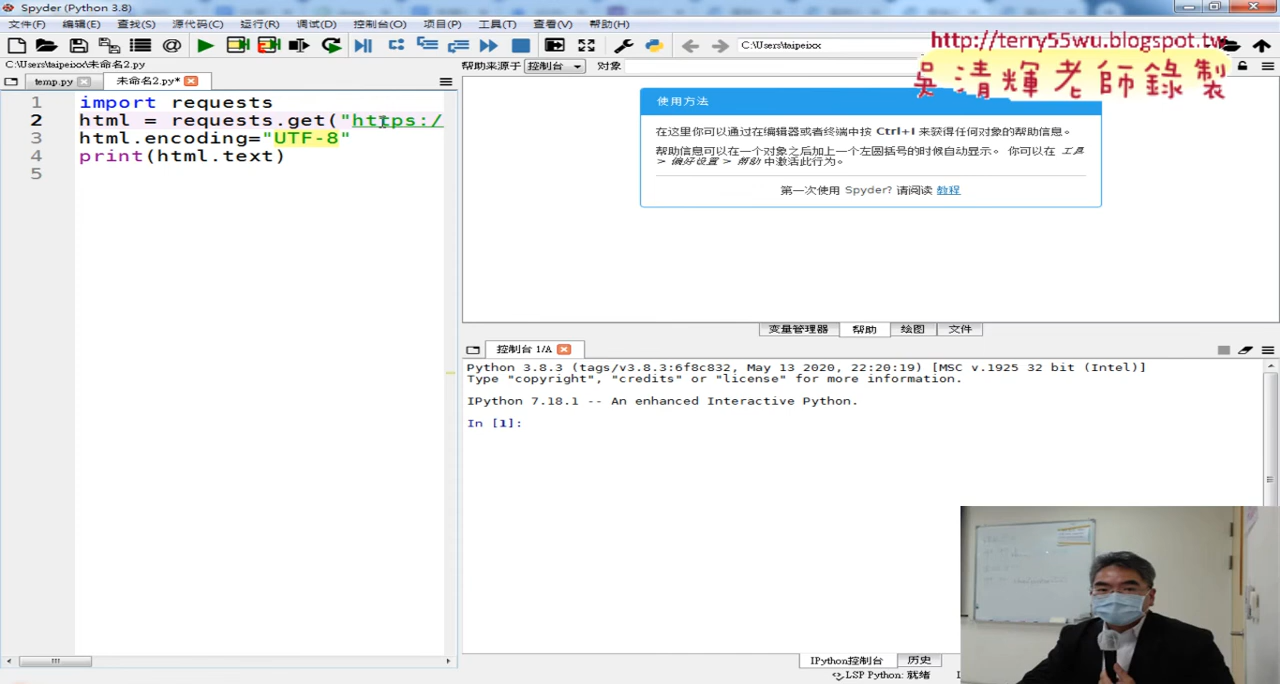 Spyder (Python 3.8)
文件(F) 编辑(E) 查找(S) 源代码(C) 运行(R) 调试(D) 控制台(O) 项目(P) 工具(T) 查看(V) 帮助(H)
C:\Users\taipeixx
http://terry55wu.blogspot.tw
吳清輝老師錄製
C:\Users\taipeixx\未命名2.py
帮助来源于 控制台 对象
temp.py 未命名2.py*
1 import requests
2 html = requests.get("https:/
3 html.encoding="UTF-8"
4 print(html.text)
5
使用方法
在这里你可以通过在编辑器或者终端中按 Ctrl+I 来获得任何对象的帮助信息。
帮助信息可以在一个对象之后加上一个左圆括号的时候自动显示。 你可以在 工具
> 偏好设置 > 帮助 中激活此行为。
第一次使用 Spyder? 请阅读 教程
变量管理器 帮助 绘图 文件
控制台 1/A
Python 3.8.3 (tags/v3.8.3:6f8c832, May 13 2020, 22:20:19) [MSC v.1925 32 bit (Intel)]
Type "copyright", "credits" or "license" for more information.
IPython 7.18.1 -- An enhanced Interactive Python.
In [1]:
IPython控制台 历史
LSP Python: 就绪